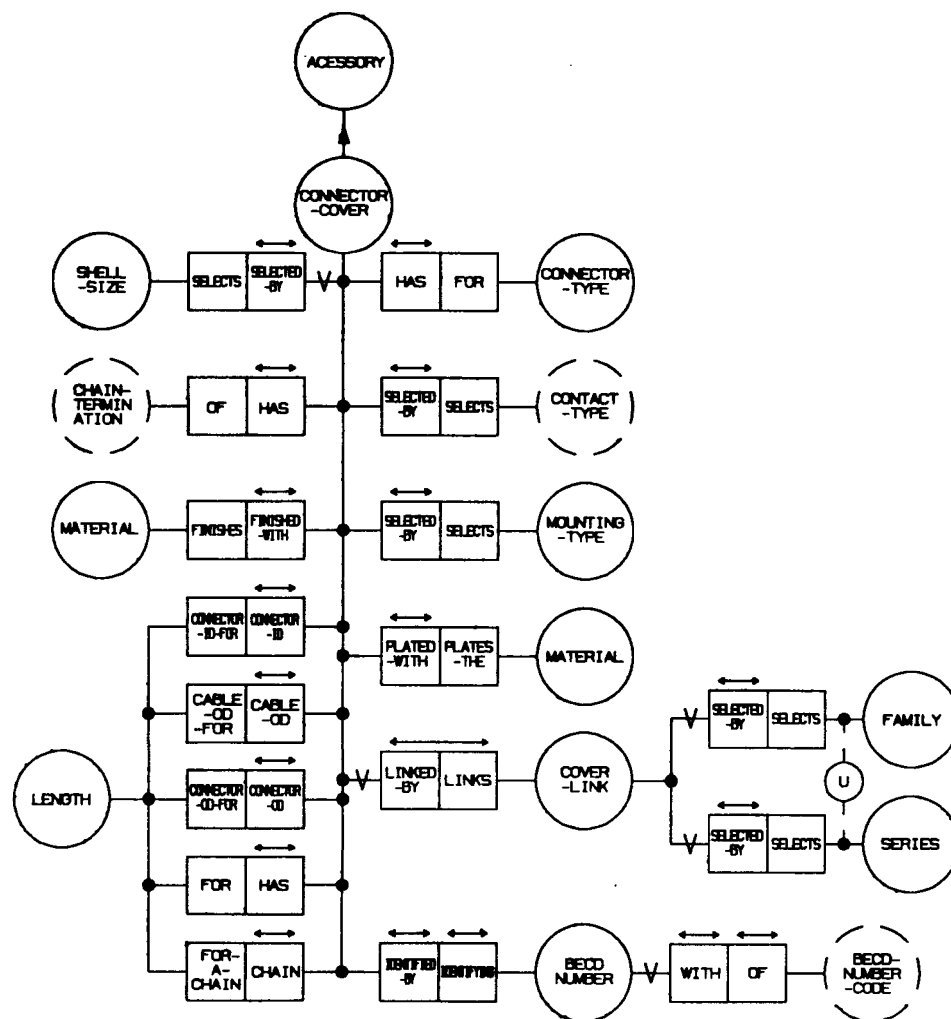 ACESSORY
CONNECTOR
-COVER
SHELL
-SIZE
SELECTS
SELECTED
-BY
V
HAS
FOR
CONNECTOR
-TYPE
CHAIN-
TERMIN
ATION
OF
HAS
SELECTED
-BY
SELECTS
CONTACT
-TYPE
MATERIAL
FINISHES
FINISHED
-WITH
SELECTED
-BY
SELECTS
MOUNTING
-TYPE
CONNECTOR
-ID-FOR
CONNECTOR
-ID
PLATED
-WITH
PLATES
-THE
MATERIAL
CABLE
-OD
-FOR
CABLE
-OD
V
SELECTED
-BY
SELECTS
FAMILY
LENGTH
CONNECTOR
-OD-FOR
CONNECTOR
-OD
V
LINKED
-BY
LINKS
COVER
-LINK
U
V
SELECTED
-BY
SELECTS
SERIES
FOR
HAS
FOR-
A-
CHAIN
CHAIN
IDENTIFIED
-BY
IDENTIFYING
BECD
NUMBER
V
WITH
OF
BECD-
NUMBER
-CODE